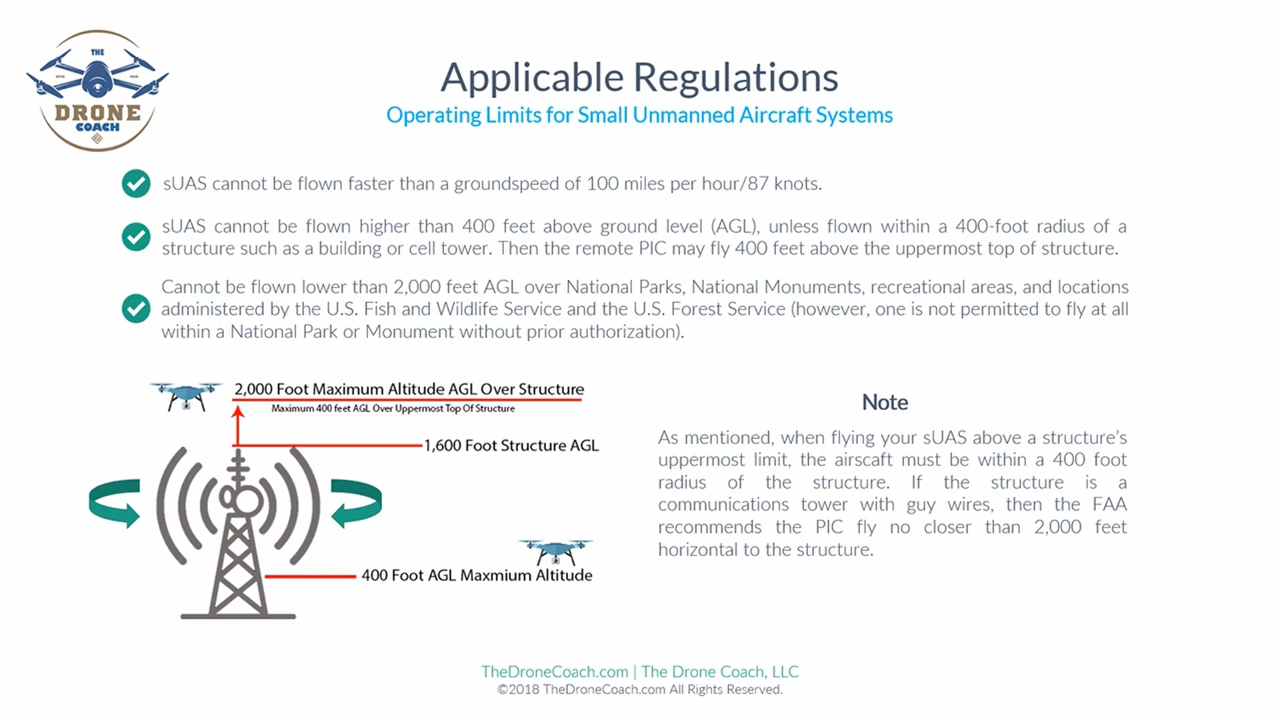 THE
DRONE
COACH
Applicable Regulations
Operating Limits for Small Unmanned Aircraft Systems
sUAS cannot be flown faster than a groundspeed of 100 miles per hour/87 knots.
sUAS cannot be flown higher than 400 feet above ground level (AGL), unless flown within a 400-foot radius of a
structure such as a building or cell tower. Then the remote PIC may fly 400 feet above the uppermost top of structure.
Cannot be flown lower than 2,000 feet AGL over National Parks, National Monuments, recreational areas, and locations
administered by the U.S. Fish and Wildlife Service and the U.S. Forest Service (however, one is not permitted to fly at all
within a National Park or Monument without prior authorization).
2,000 Foot Maximum Altitude AGL Over Structure
Maximum 400 feet AGL Over Uppermost Top Of Structure
1,600 Foot Structure AGL
400 Foot AGL Maxmium Altitude
Note
As mentioned, when flying your sUAS above a structure's
uppermost limit, the airscaft must be within a 400 foot
radius of the structure. If the structure is a
communications tower with guy wires, then the FAA
recommends the PIC fly no closer than 2,000 feet
horizontal to the structure.
TheDroneCoach.com | The Drone Coach, LLC
©2018 TheDroneCoach.com All Rights Reserved.